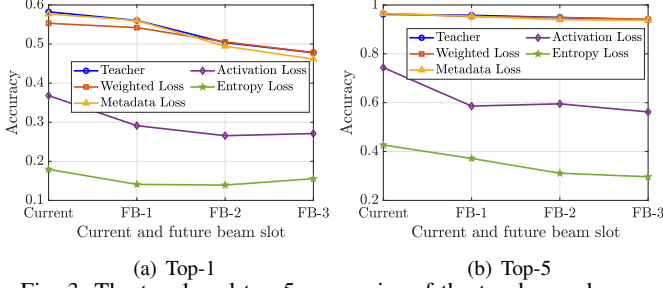 0.6
0.5
0.4
0.3
0.2
0.1
Accuracy
Teacher
Weighted Loss
Metadata Loss
Activation Loss
Entropy Loss
Current FB-1 FB-2 FB-3
Current and future beam slot
(a) Top-1
1
0.8
0.6
0.4
0.2
Accuracy
Teacher
Weighted Loss
Metadata Loss
Activation Loss
Entropy Loss
Current FB-1 FB-2 FB-3
Current and future beam slot
(b) Top-5